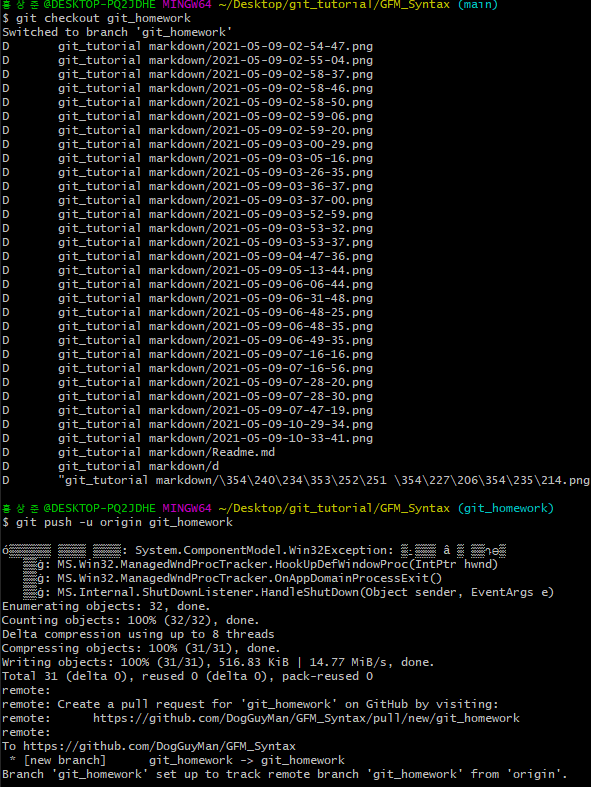 홍상준@DESKTOP-PQ2JDHE MINGW64 ~/Desktop/git_tutorial/GFM_Syntax (main)
$ git checkout git_homework
Switched to branch 'git_homework'
D       git_tutorial markdown/2021-05-09-02-54-47.png
D       git_tutorial markdown/2021-05-09-02-55-04.png
D       git_tutorial markdown/2021-05-09-02-58-37.png
D       git_tutorial markdown/2021-05-09-02-58-46.png
D       git_tutorial markdown/2021-05-09-02-58-50.png
D       git_tutorial markdown/2021-05-09-02-59-06.png
D       git_tutorial markdown/2021-05-09-02-59-20.png
D       git_tutorial markdown/2021-05-09-03-00-29.png
D       git_tutorial markdown/2021-05-09-03-05-16.png
D       git_tutorial markdown/2021-05-09-03-26-35.png
D       git_tutorial markdown/2021-05-09-03-36-37.png
D       git_tutorial markdown/2021-05-09-03-37-00.png
D       git_tutorial markdown/2021-05-09-03-52-59.png
D       git_tutorial markdown/2021-05-09-03-53-32.png
D       git_tutorial markdown/2021-05-09-03-53-37.png
D       git_tutorial markdown/2021-05-09-04-47-36.png
D       git_tutorial markdown/2021-05-09-05-13-44.png
D       git_tutorial markdown/2021-05-09-06-06-44.png
D       git_tutorial markdown/2021-05-09-06-31-48.png
D       git_tutorial markdown/2021-05-09-06-48-25.png
D       git_tutorial markdown/2021-05-09-06-48-35.png
D       git_tutorial markdown/2021-05-09-06-49-35.png
D       git_tutorial markdown/2021-05-09-07-16-16.png
D       git_tutorial markdown/2021-05-09-07-16-56.png
D       git_tutorial markdown/2021-05-09-07-28-20.png
D       git_tutorial markdown/2021-05-09-07-28-30.png
D       git_tutorial markdown/2021-05-09-07-47-19.png
D       git_tutorial markdown/2021-05-09-10-29-34.png
D       git_tutorial markdown/2021-05-09-10-33-41.png
D       git_tutorial markdown/Readme.md
D       git_tutorial markdown/d
D       "git_tutorial markdown/\354\240\234\353\252\251 \354\227\206\354\235\214.png
홍상준@DESKTOP-PQ2JDHE MINGW64 ~/Desktop/git_tutorial/GFM_Syntax (git_homework)
$ git push -u origin git_homework
: System.ComponentModel.Win32Exception:
: MS.Win32.ManagedWndProcTracker.HookUpDefWindowProc(IntPtr hwnd)
: MS.Win32.ManagedWndProcTracker.OnAppDomainProcessExit()
: MS.Internal.ShutDownListener.HandleShutDown(Object sender, EventArgs e)
Enumerating objects: 32, done.
Counting objects: 100% (32/32), done.
Delta compression using up to 8 threads
Compressing objects: 100% (31/31), done.
Writing objects: 100% (31/31), 516.83 KiB | 14.77 MiB/s, done.
Total 31 (delta 0), reused 0 (delta 0), pack-reused 0
remote:
remote: Create a pull request for 'git_homework' on GitHub by visiting:
remote:      https://github.com/DogGuyMan/GFM_Syntax/pull/new/git_homework
remote:
To https://github.com/DogGuyMan/GFM_Syntax
 * [new branch]      git_homework -> git_homework
Branch 'git_homework' set up to track remote branch 'git_homework' from 'origin'.